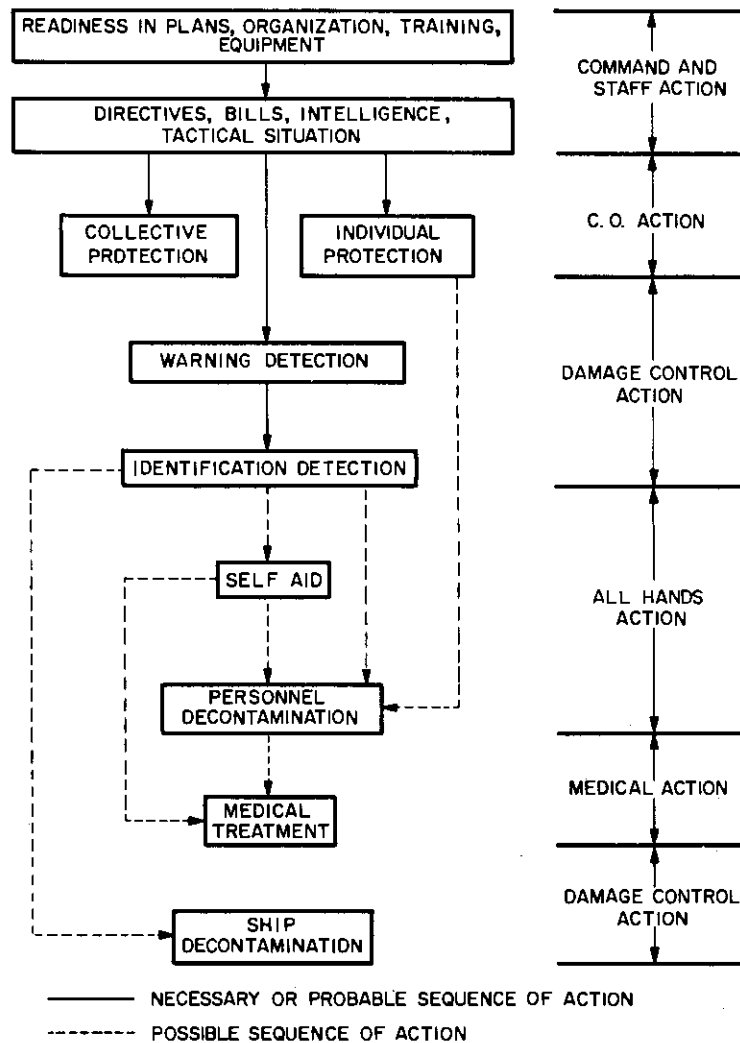 READINESS IN PLANS, ORGANIZATION, TRAINING,
EQUIPMENT
COMMAND AND
STAFF ACTION
DIRECTIVES, BILLS, INTELLIGENCE,
TACTICAL SITUATION
COLLECTIVE
PROTECTION
INDIVIDUAL
PROTECTION
C. O. ACTION
WARNING DETECTION
DAMAGE CONTROL
ACTION
IDENTIFICATION DETECTION
SELF AID
ALL HANDS
ACTION
PERSONNEL
DECONTAMINATION
MEDICAL ACTION
MEDICAL
TREATMENT
SHIP
DECONTAMINATION
DAMAGE CONTROL
ACTION
NECESSARY OR PROBABLE SEQUENCE OF ACTION
POSSIBLE SEQUENCE OF ACTION